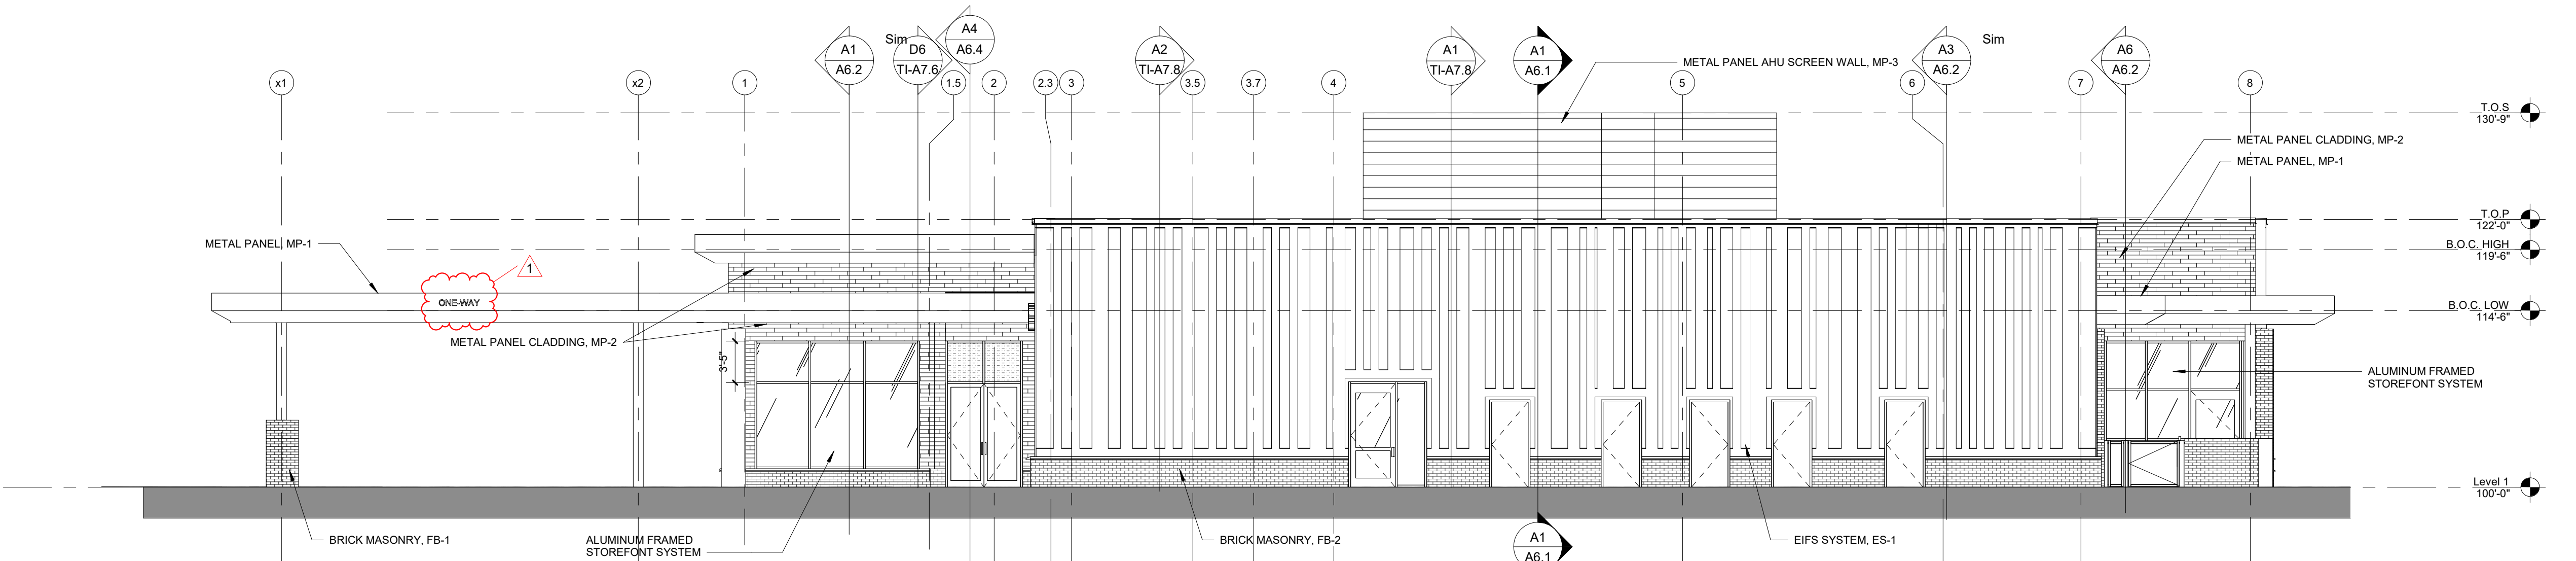 A4
A6.4
Sim
A1
A6.2
D6
TI-A7.6
A2
TI-A7.8
A1
TI-A7.8
A1
A6.1
A3
A6.2
Sim
A6
A6.2
METAL PANEL AHU SCREEN WALL, MP-3
x1
x2
1
1.5
2
2.3
3
3.5
3.7
4
5
6
7
8
T.O.S
130'-9"
METAL PANEL CLADDING, MP-2
METAL PANEL, MP-1
T.O.P
122'-0"
METAL PANEL, MP-1
B.O.C. HIGH
119'-6"
1
ONE-WAY
B.O.C. LOW
114'-6"
METAL PANEL CLADDING, MP-2
3'-5"
ALUMINUM FRAMED
STOREFONT SYSTEM
Level 1
100'-0"
BRICK MASONRY, FB-1
ALUMINUM FRAMED
STOREFONT SYSTEM
BRICK MASONRY, FB-2
A1
A6.1
EIFS SYSTEM, ES-1